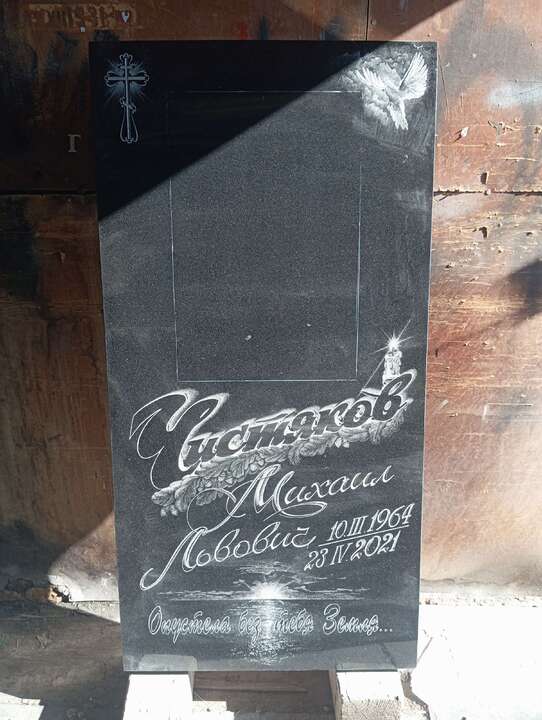 Чистяков
Михаил
Львович 10.III 1964
23 IV. 2021
Опустела без тебя Земля...